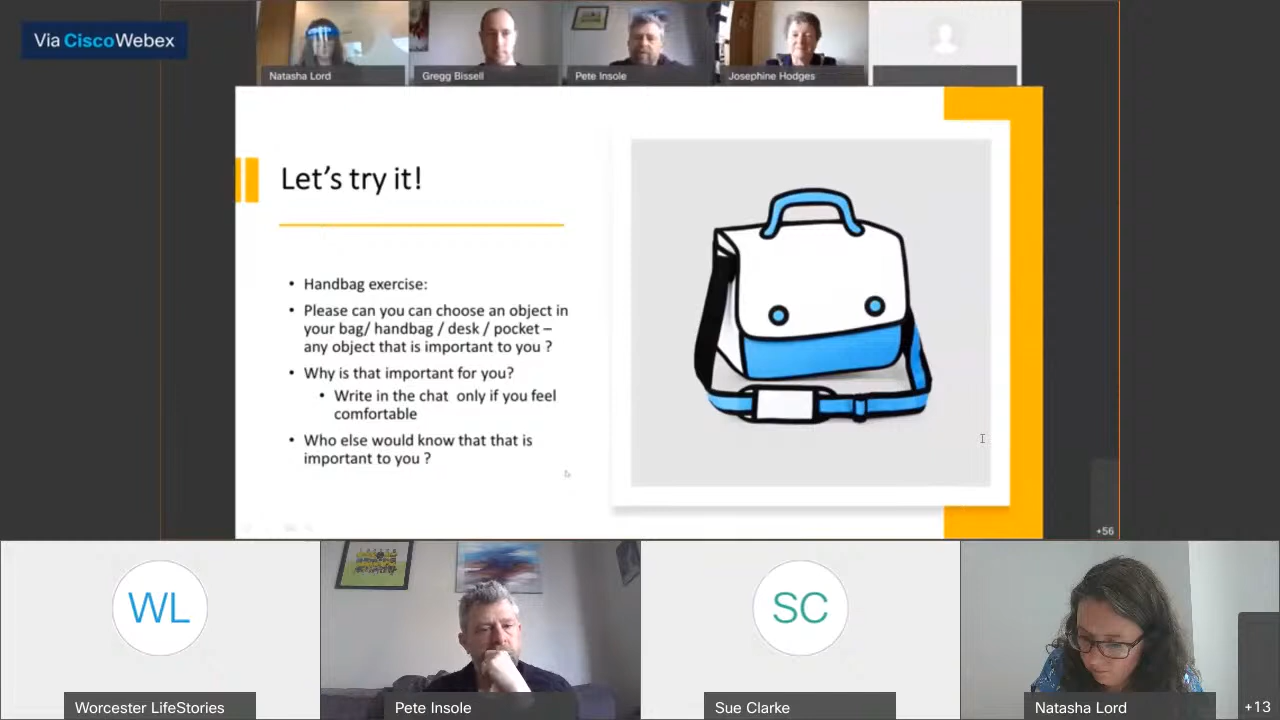 Via Cisco Webex
Natasha Lord
Gregg Bissell
Pete Insole
Josephine Hodges
Let's try it!
• Handbag exercise:
• Please can you can choose an object in
your bag/ handbag / desk / pocket –
any object that is important to you ?
• Why is that important for you?
• Write in the chat only if you feel
comfortable
• Who else would know that that is
important to you ?
+56
WL
SC
Worcester LifeStories
Pete Insole
Sue Clarke
Natasha Lord
+13